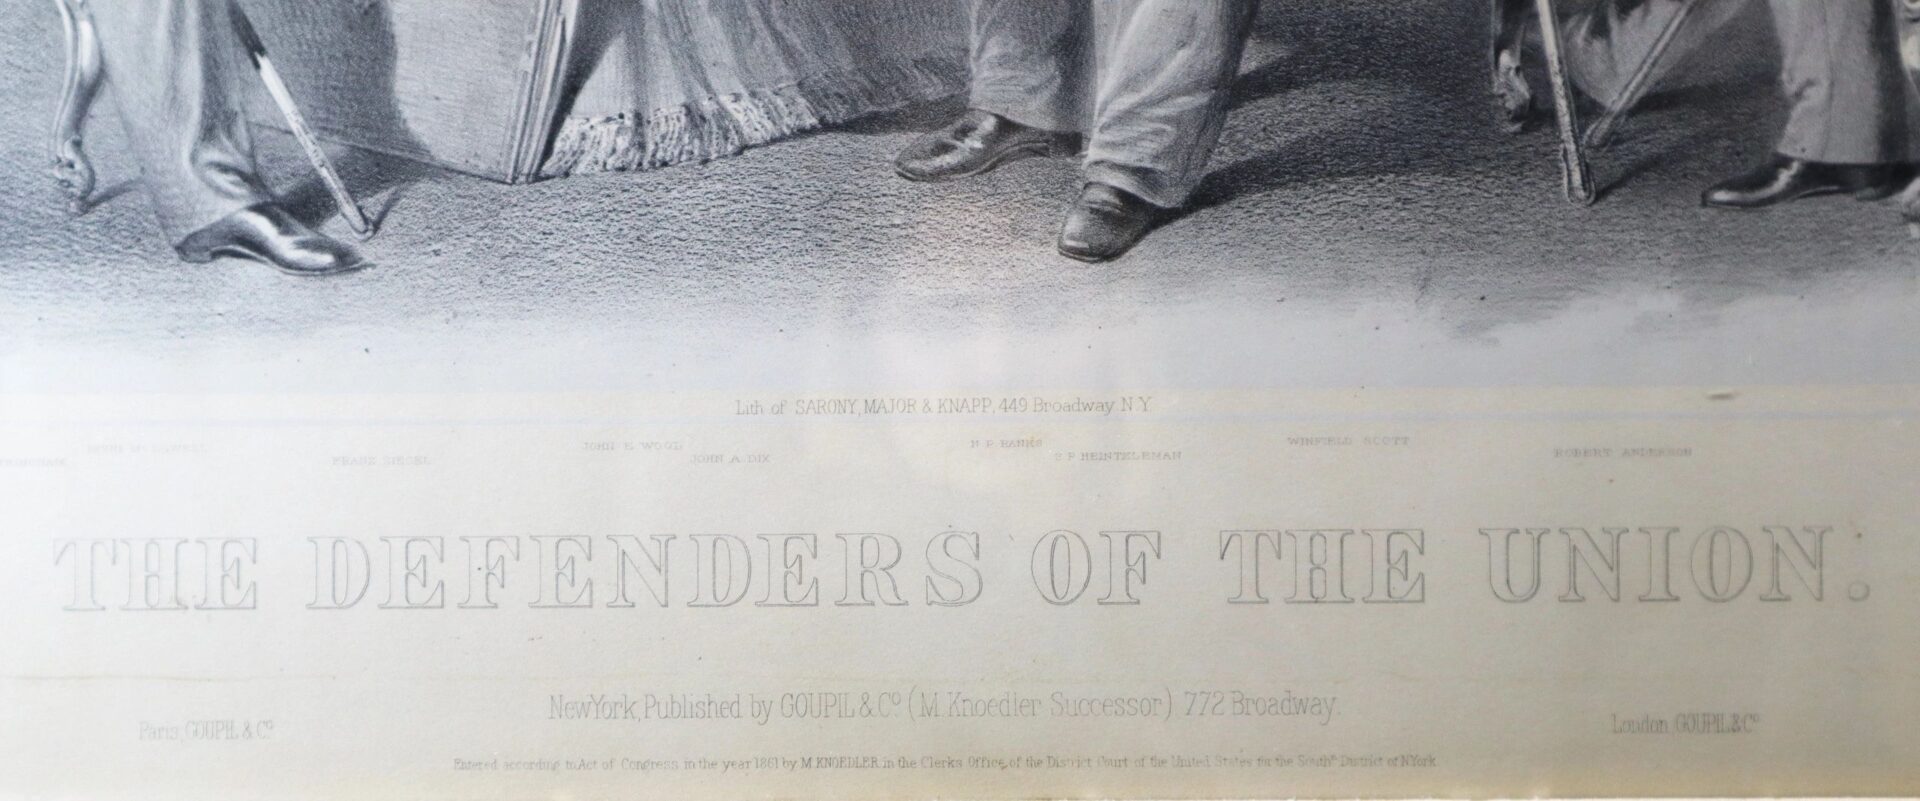 Lith of SARONY, MAJOR & KNAPP, 449 Broadway. N.Y.
FRANZ SIEGEL JOHN E WOOL JOHN A. DIX N P BANKS S P HEINTZLEMAN WINFIELD SCOTT ROBERT ANDERSON
THE DEFENDERS OF THE UNION.
New York, Published by GOUPIL & Cº (M. Knoedler Successor) 772 Broadway.
Paris, GOUPIL & Cº London, GOUPIL & Cº
Entered according to Act of Congress in the year 1861 by M. KNOEDLER in the Clerks Office, of the District Court of the United States for the Southn District of N.York